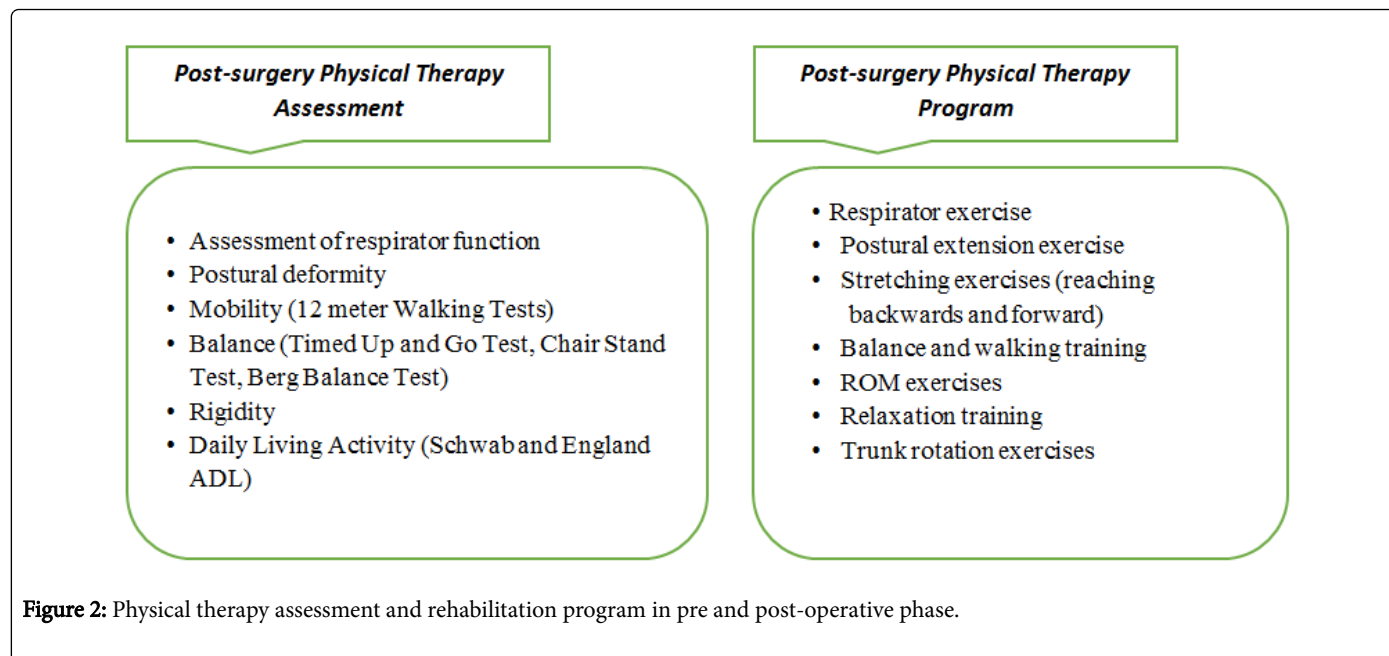 Post-surgery Physical Therapy
Assessment
• Assessment of respirator function
• Postural deformity
• Mobility (12 meter Walking Tests)
• Balance (Timed Up and Go Test, Chair Stand
Test, Berg Balance Test)
• Rigidity
• Daily Living Activity (Schwab and England
ADL)
Post-surgery Physical Therapy
Program
• Respirator exercise
• Postural extension exercise
• Stretching exercises (reaching
backwards and forward)
• Balance and walking training
• ROM exercises
• Relaxation training
• Trunk rotation exercises
Figure 2: Physical therapy assessment and rehabilitation program in pre and post-operative phase.